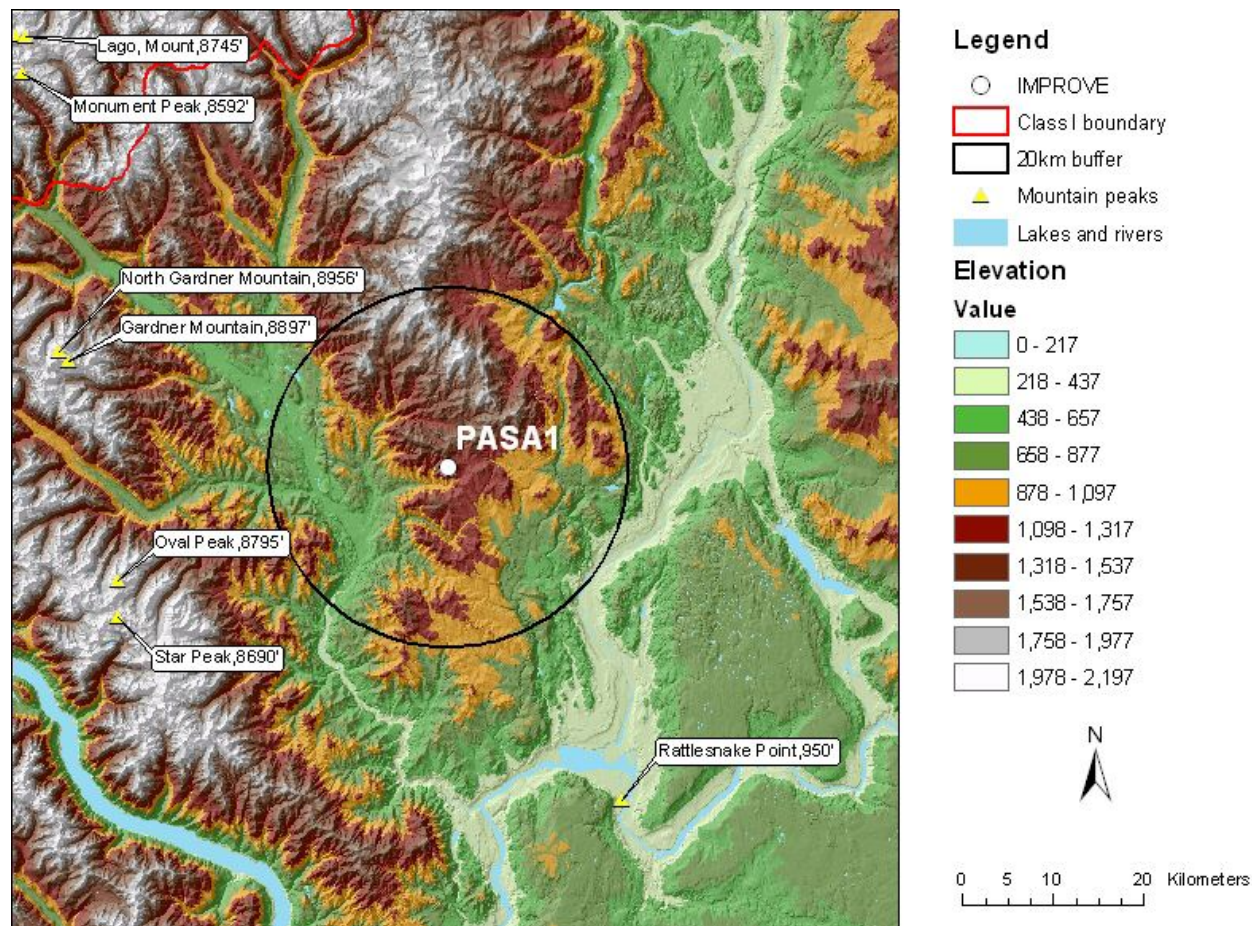 Lago, Mount,8745'
Monument Peak,8592'
North Gardner Mountain,8956'
Gardner Mountain,8897'
PASA1
Oval Peak,8795'
Star Peak,8690'
Rattlesnake Point,950'
Legend
IMPROVE
Class I boundary
20km buffer
Mountain peaks
Lakes and rivers
Elevation
Value
0 - 217
218 - 437
438 - 657
658 - 877
878 - 1,097
1,098 - 1,317
1,318 - 1,537
1,538 - 1,757
1,758 - 1,977
1,978 - 2,197
N
0 5 10 20 Kilometers